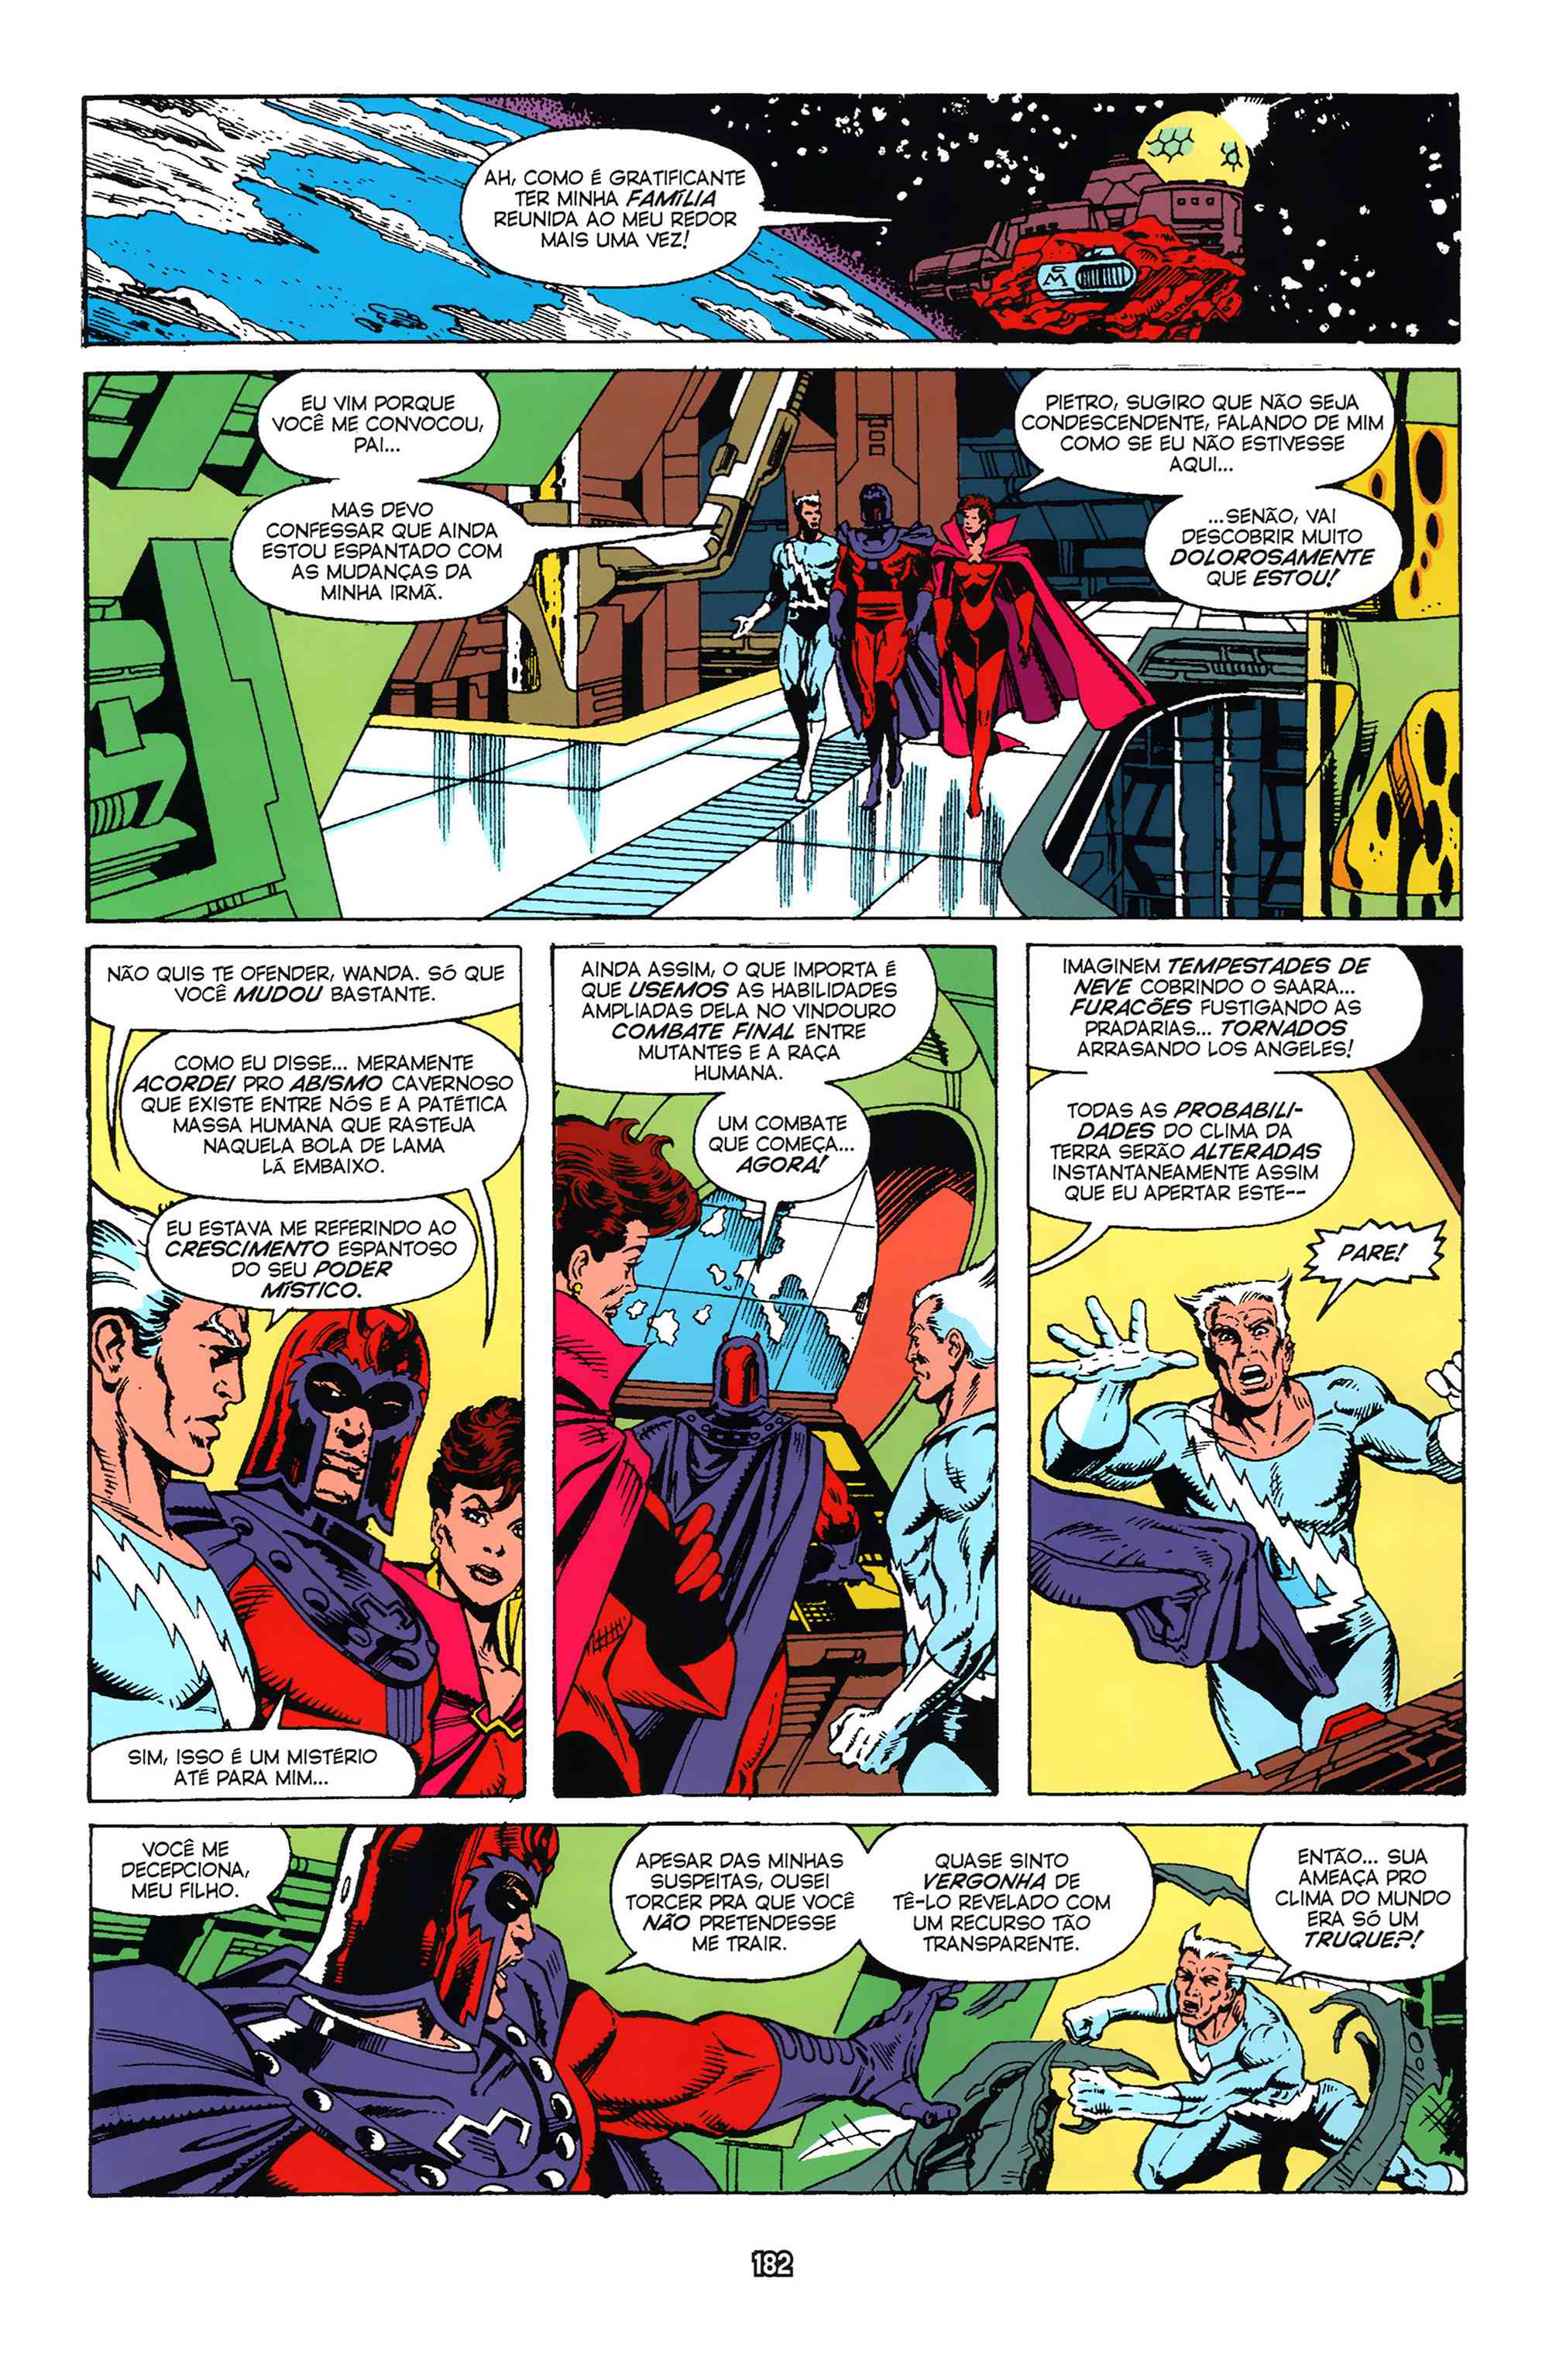 AH, COMO É GRATIFICANTE
TER MINHA FAMÍLIA
REUNIDA AO MEU REDOR
MAIS UMA VEZ!
M
EU VIM PORQUE
VOCÊ ME CONVOCOU,
PAI...
MAS DEVO
CONFESSAR QUE AINDA
ESTOU ESPANTADO COM
AS MUDANÇAS DA
MINHA IRMÃ.
PIETRO, SUGIRO QUE NÃO SEJA
CONDESCENDENTE, FALANDO DE MIM
COMO SE EU NÃO ESTIVESSE
AQUI...
...SENÃO, VAI
DESCOBRIR MUITO
DOLOROSAMENTE
QUE ESTOU!
NÃO QUIS TE OFENDER, WANDA. SÓ QUE
VOCÊ MUDOU BASTANTE.
COMO EU DISSE... MERAMENTE
ACORDEI PRO ABISMO CAVERNOSO
QUE EXISTE ENTRE NÓS E A PATÉTICA
MASSA HUMANA QUE RASTEJA
NAQUELA BOLA DE LAMA
LÁ EMBAIXO.
EU ESTAVA ME REFERINDO AO
CRESCIMENTO ESPANTOSO
DO SEU PODER
MÍSTICO.
SIM, ISSO É UM MISTÉRIO
ATÉ PARA MIM...
AINDA ASSIM, O QUE IMPORTA É
QUE USEMOS AS HABILIDADES
AMPLIADAS DELA NO VINDOURO
COMBATE FINAL ENTRE
MUTANTES E A RAÇA
HUMANA.
UM COMBATE
QUE COMEÇA...
AGORA!
IMAGINEM TEMPESTADES DE
NEVE COBRINDO O SAARA...
FURACÕES FUSTIGANDO AS
PRADARIAS... TORNADOS
ARRASANDO LOS ANGELES!
TODAS AS PROBABILI-
DADES DO CLIMA DA
TERRA SERÃO ALTERADAS
INSTANTANEAMENTE ASSIM
QUE EU APERTAR ESTE--
PARE!
VOCÊ ME
DECEPCIONA,
MEU FILHO.
APESAR DAS MINHAS
SUSPEITAS, OUSEI
TORCER PRA QUE VOCÊ
NÃO PRETENDESSE
ME TRAIR.
QUASE SINTO
VERGONHA DE
TÊ-LO REVELADO COM
UM RECURSO TÃO
TRANSPARENTE.
ENTÃO... SUA
AMEAÇA PRO
CLIMA DO MUNDO
ERA SÓ UM
TRUQUE?!
182